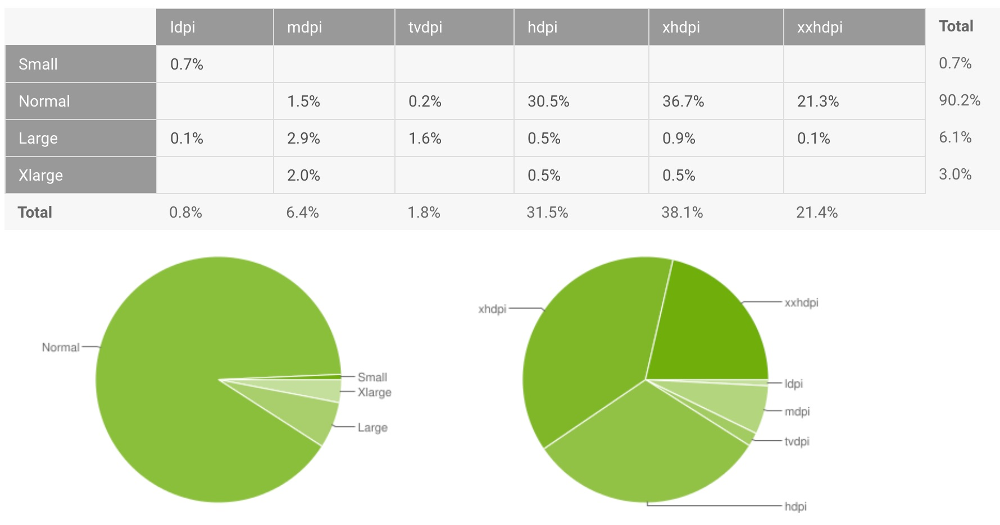 ldpi mdpi tvdpi hdpi xhdpi xxhdpi Total
Small 0.7% 0.7%
Normal 1.5% 0.2% 30.5% 36.7% 21.3% 90.2%
Large 0.1% 2.9% 1.6% 0.5% 0.9% 0.1% 6.1%
Xlarge 2.0% 0.5% 0.5% 3.0%
Total 0.8% 6.4% 1.8% 31.5% 38.1% 21.4%
Normal
Small
Xlarge
Large
xhdpi
xxhdpi
ldpi
mdpi
tvdpi
hdpi